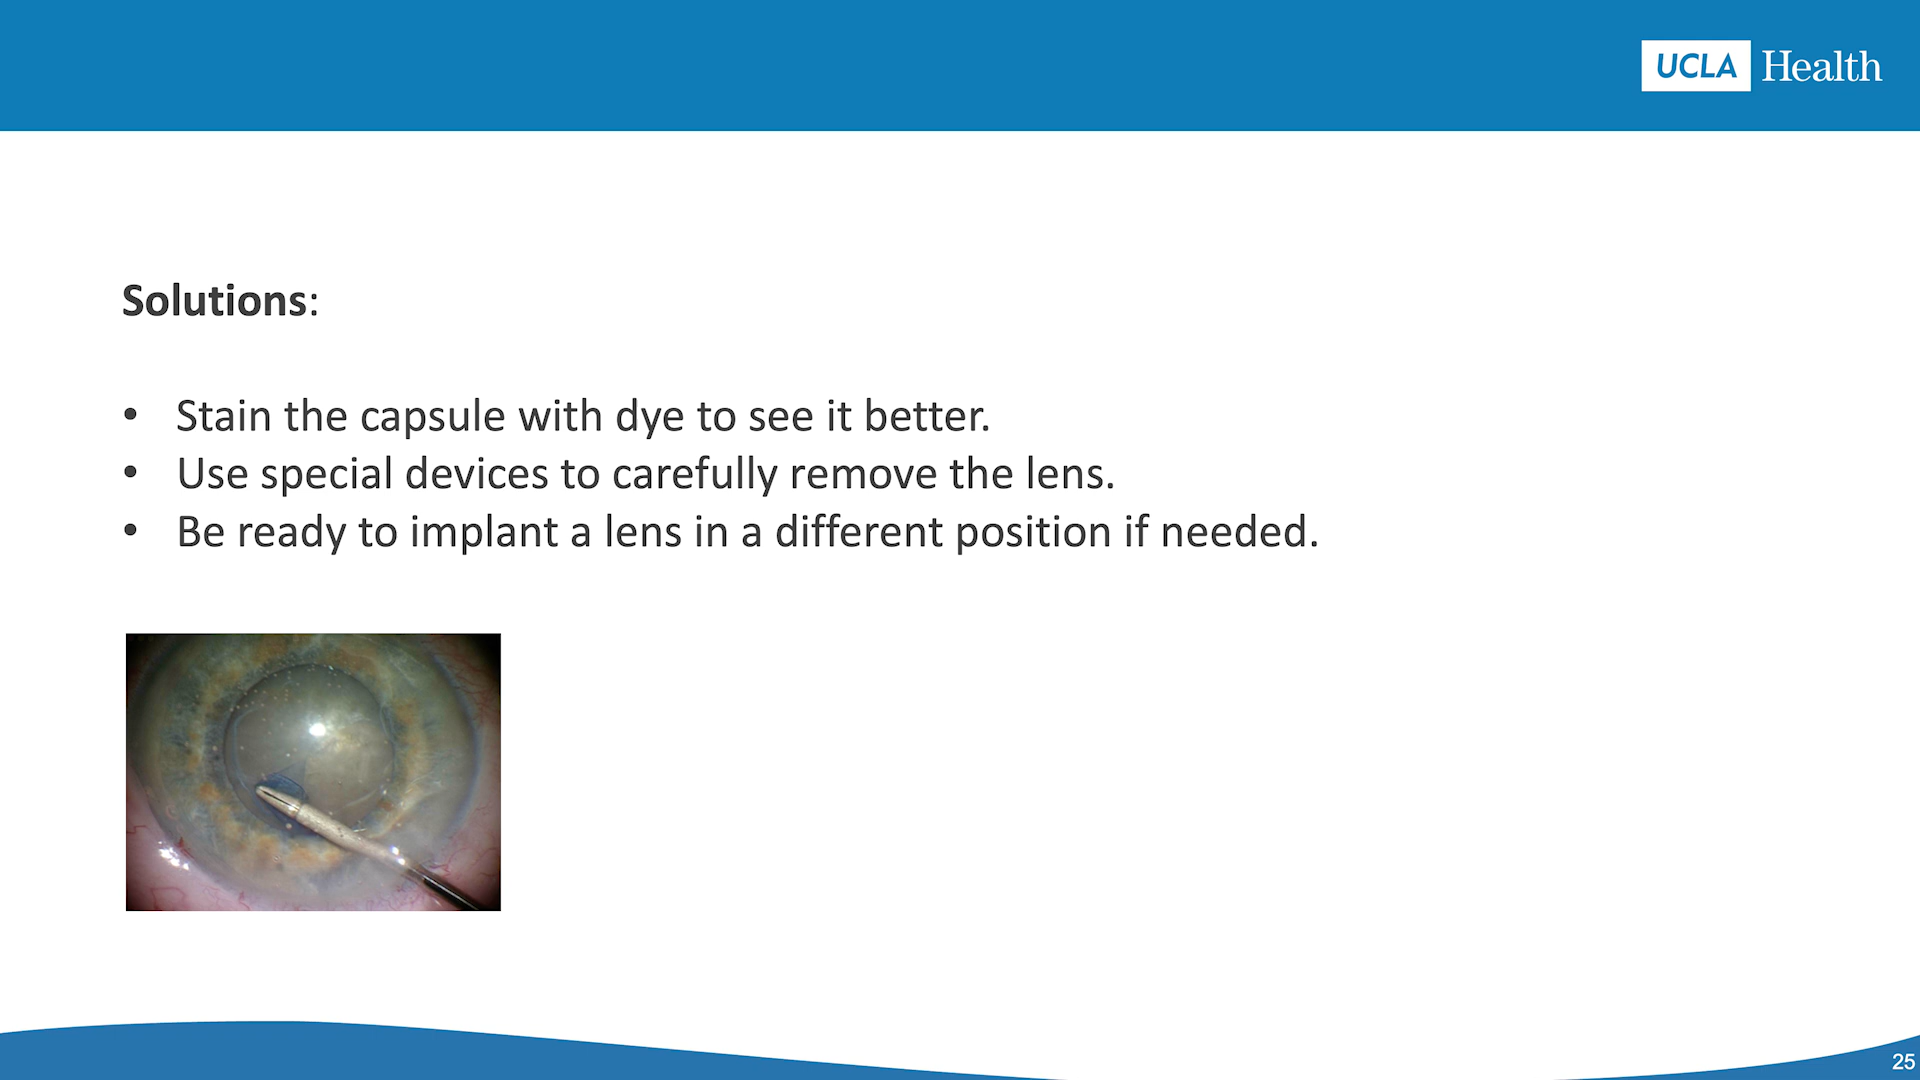 UCLA Health
Solutions:
• Stain the capsule with dye to see it better.
• Use special devices to carefully remove the lens.
• Be ready to implant a lens in a different position if needed.
25